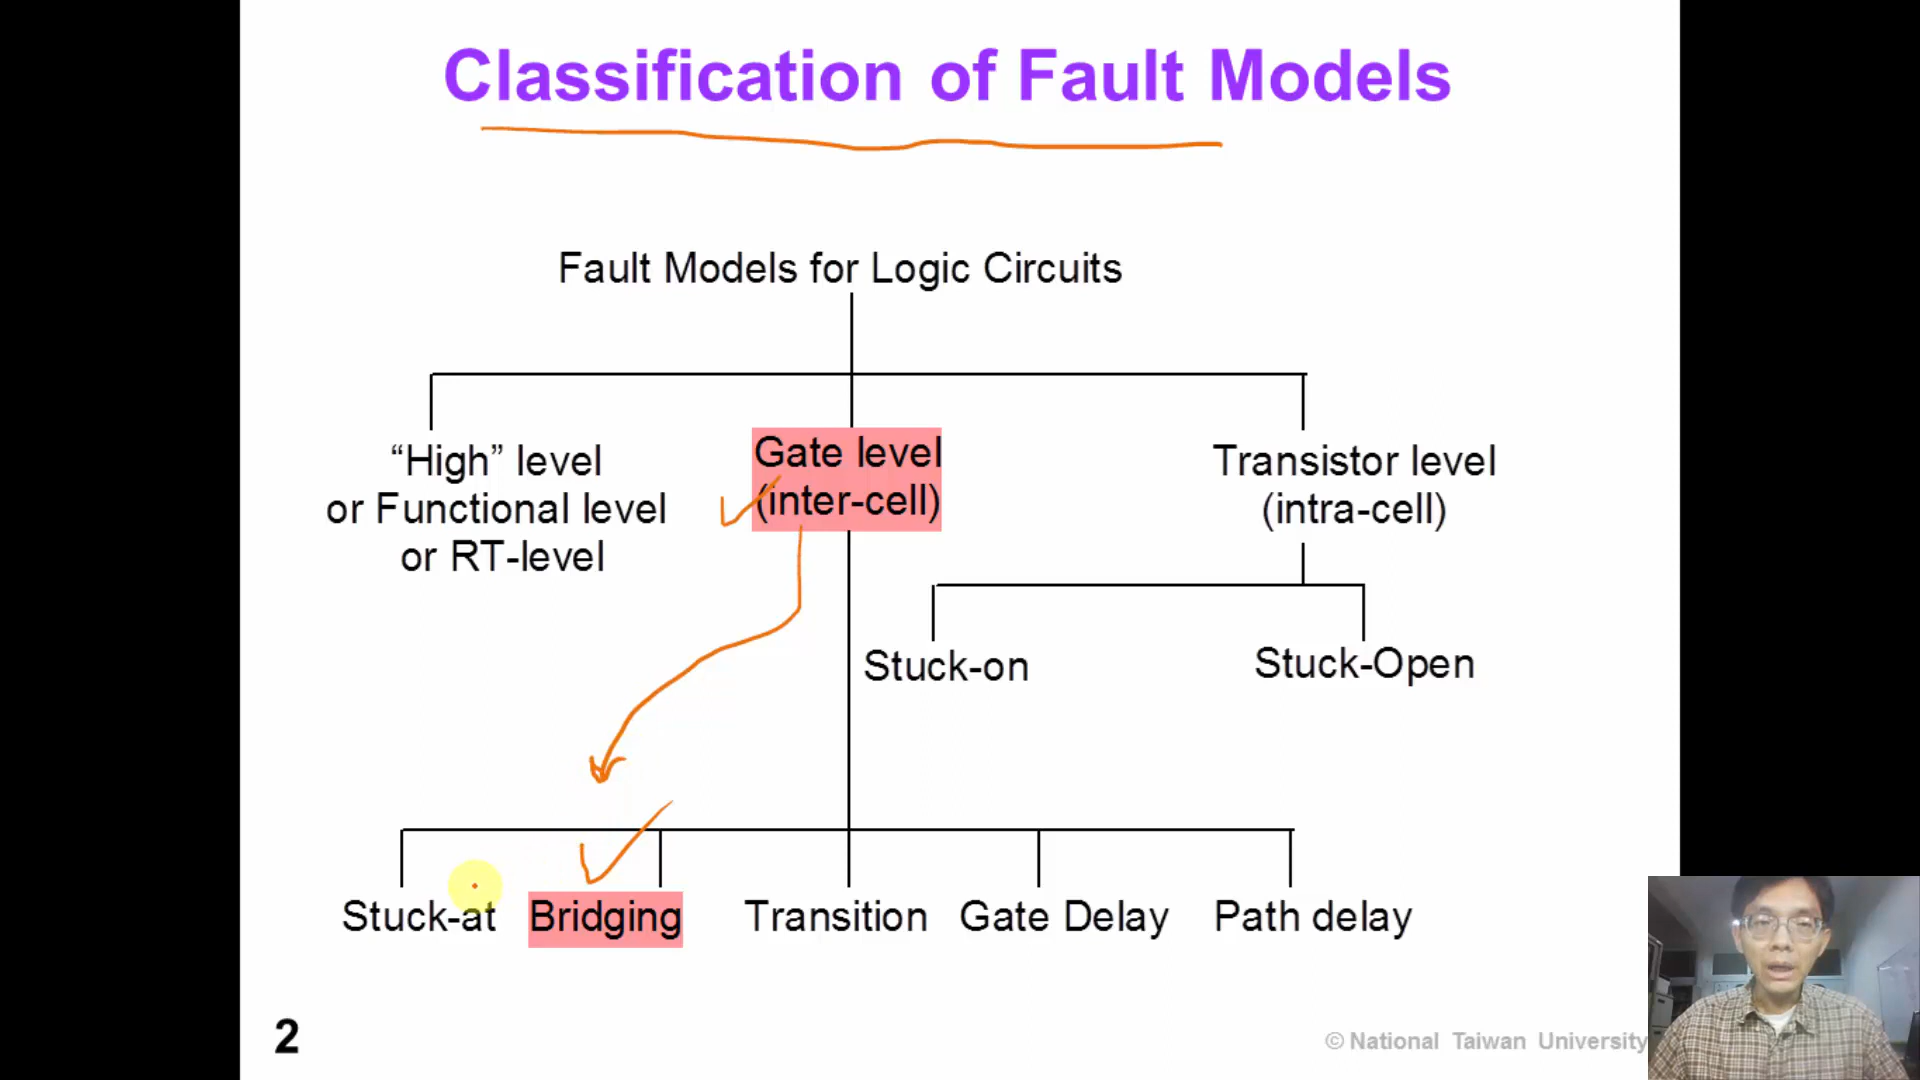 Classification of Fault Models
Fault Models for Logic Circuits
“High” level
or Functional level
or RT-level
Gate level
(inter-cell)
Transistor level
(intra-cell)
Stuck-on
Stuck-Open
Stuck-at
Bridging
Transition
Gate Delay
Path delay
2
© National Taiwan University